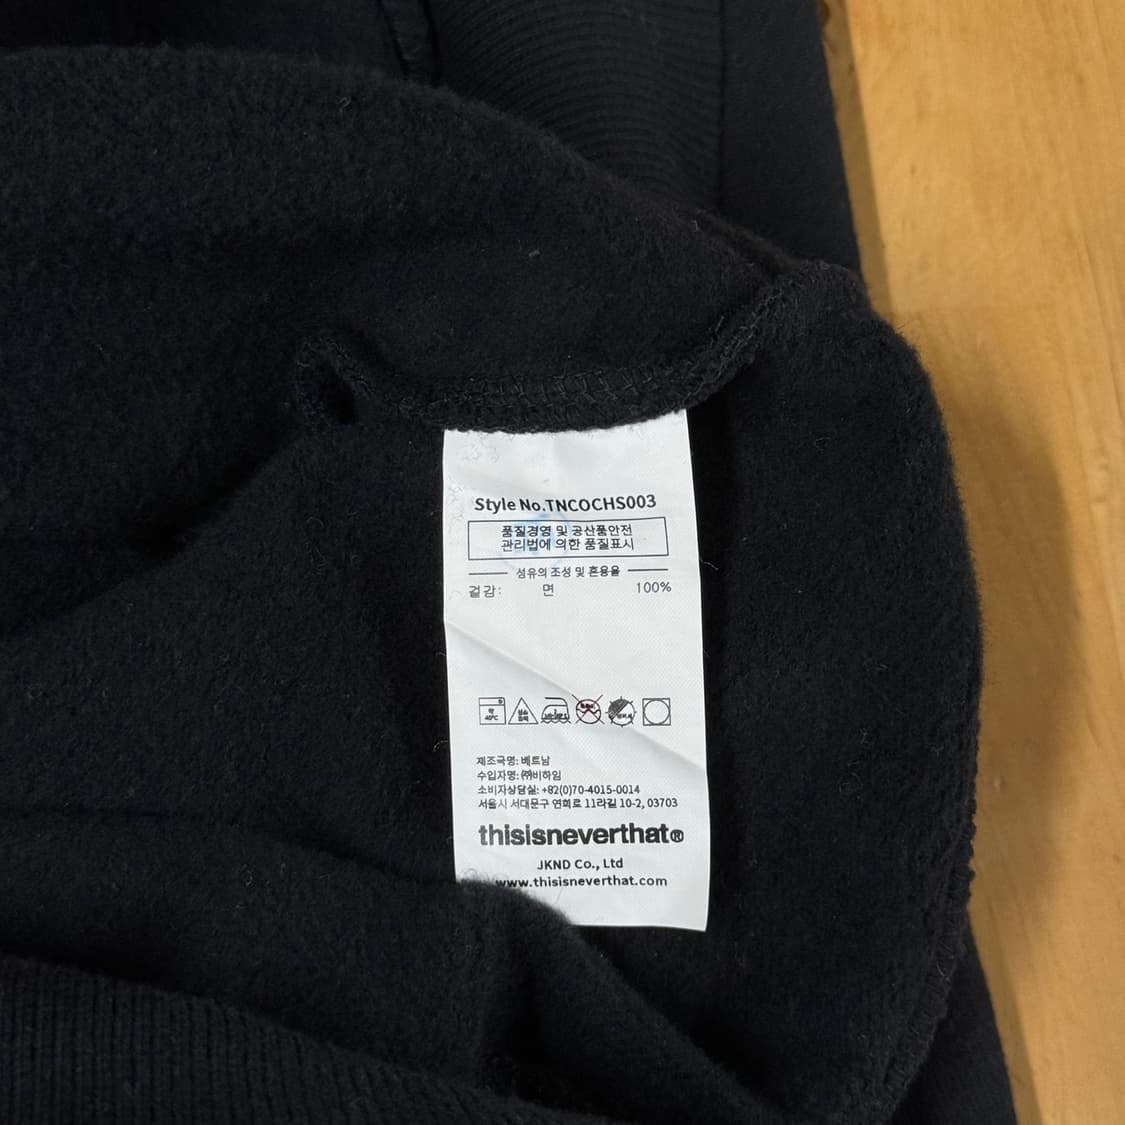 Style No.TNCOCHS003
품질경영 및 공산품안전
관리법에 의한 품질표시
섬유의 조성 및 혼용율
겉감: 면 100%
약 40℃
제조국명: 베트남
수입자명: ㈜비하임
소비자상담실: +82(0)70-4015-0014
서울시 서대문구 연희로 11라길 10-2, 03703
thisisneverthat®
JKND Co., Ltd
www.thisisneverthat.com